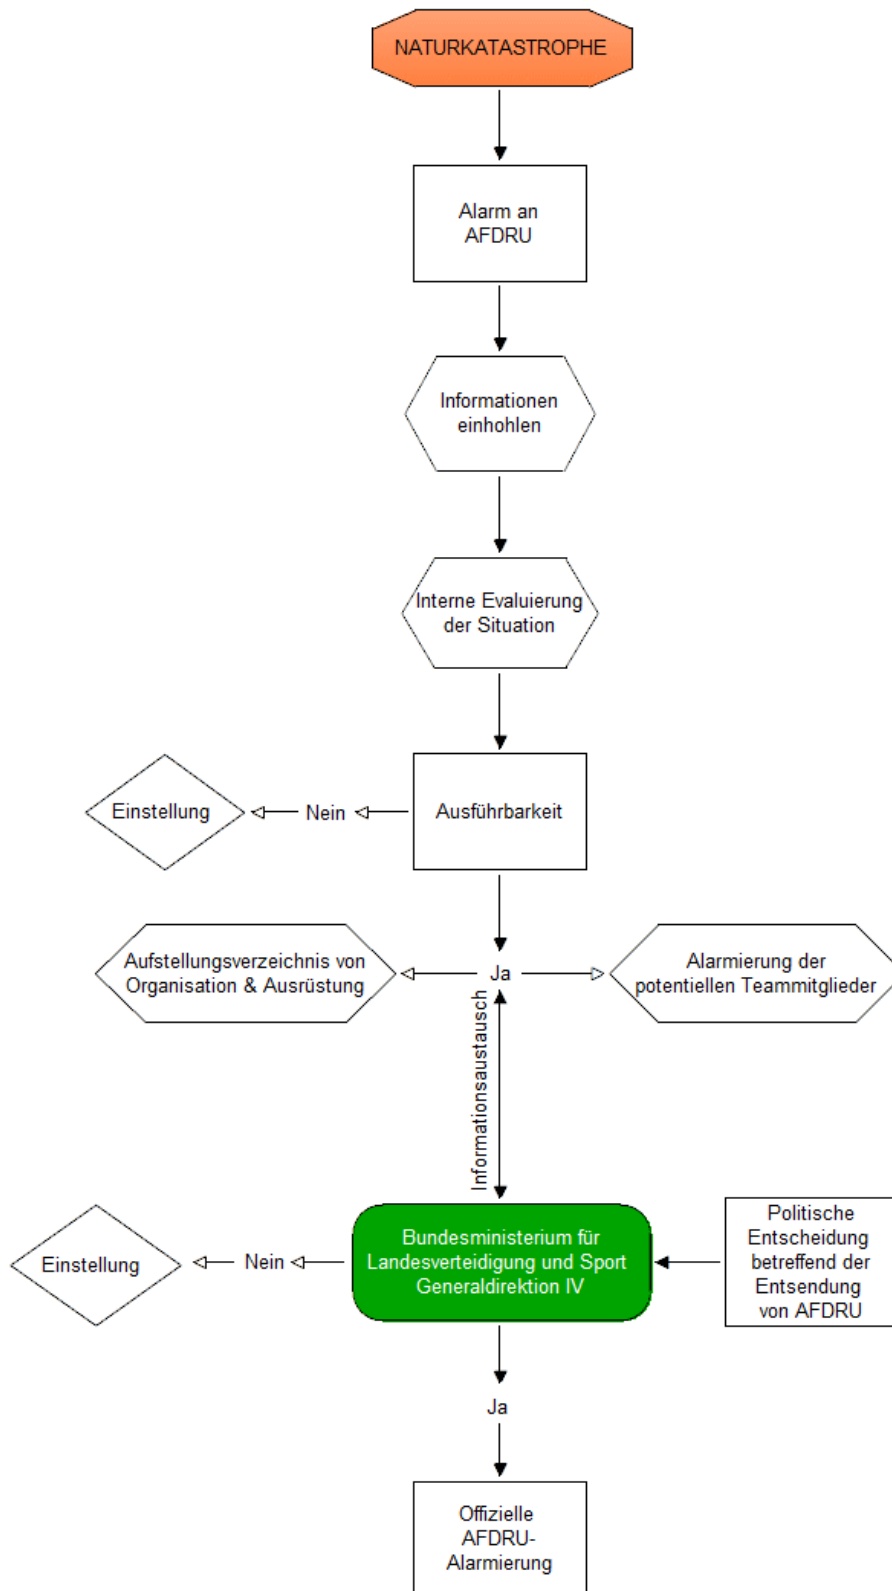 NATURKATASTROPHE
Alarm an
AFDRU
Informationen
einhohlen
Interne Evaluierung
der Situation
Einstellung
Nein
Ausführbarkeit
Aufstellungsverzeichnis von
Organisation & Ausrüstung
Ja
Alarmierung der
potentiellen Teammitglieder
Informationsaustausch
Einstellung
Nein
Bundesministerium für
Landesverteidigung und Sport
Generaldirektion IV
Politische
Entscheidung
betreffend der
Entsendung
von AFDRU
Ja
Offizielle
AFDRU-
Alarmierung